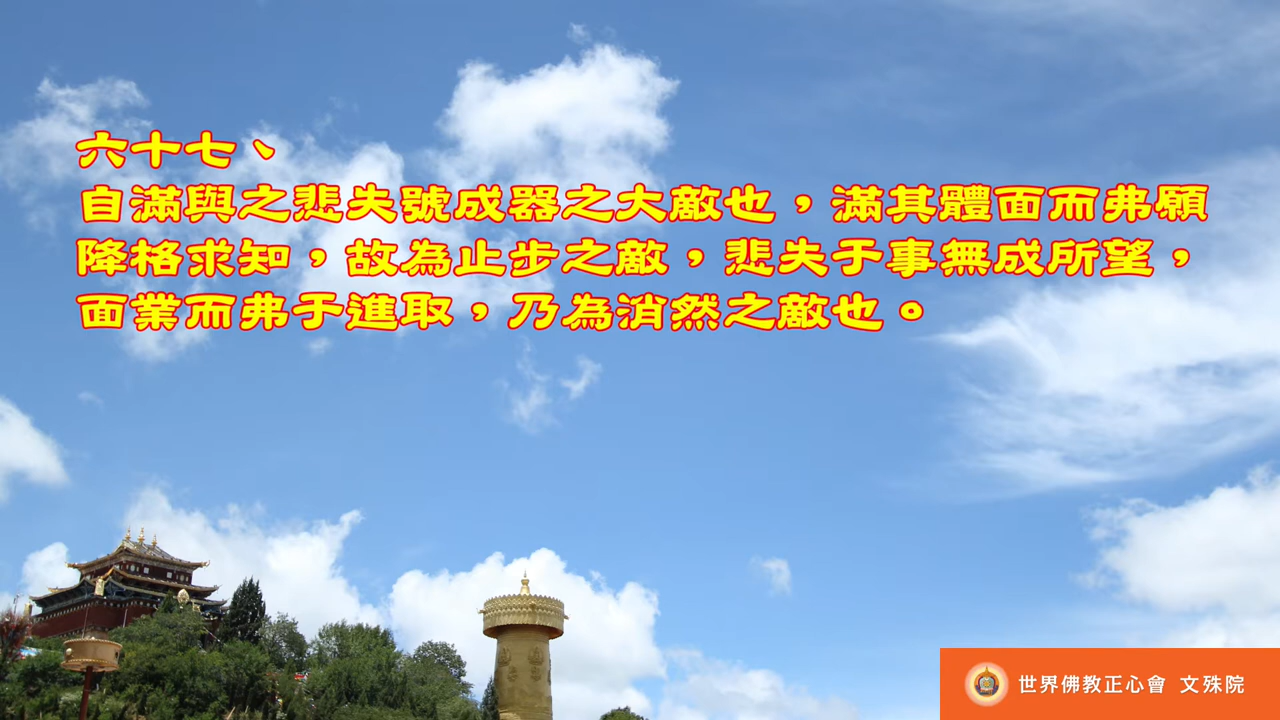 六十七、
自滿與之悲失號成器之大敵也，滿其體面而弗願
降格求知，故為止步之敵，悲失于事無成所望，
面業而弗于進取，乃為消然之敵也。
世界佛教正心會 文殊院